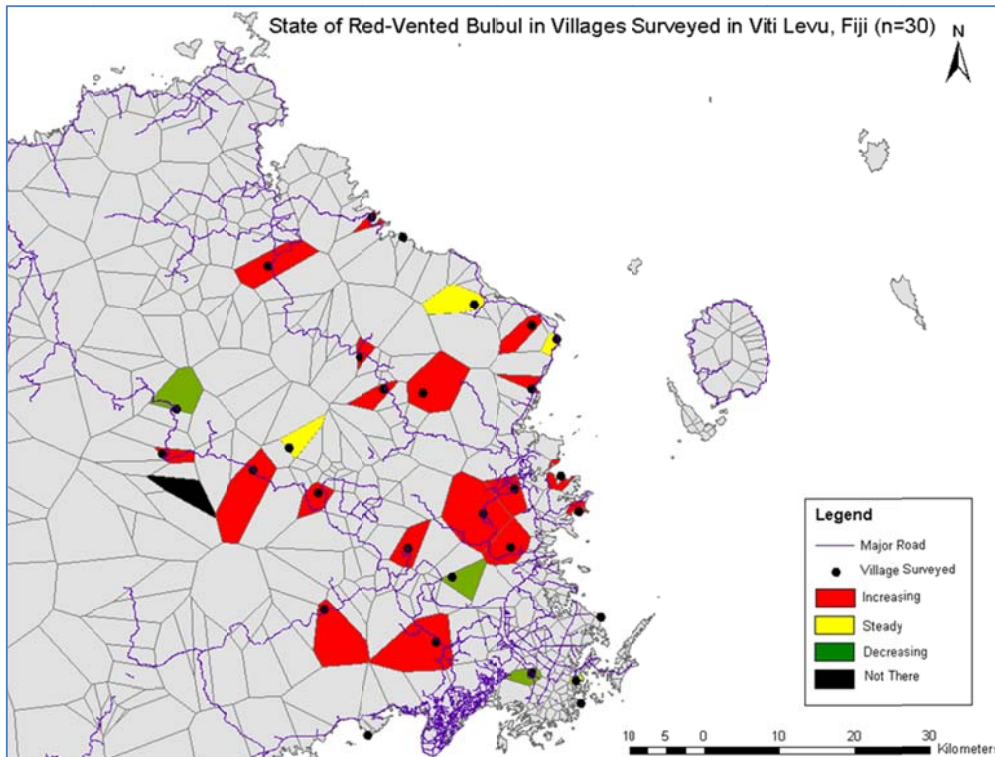 State of Red-Vented Bulbul in Villages Surveyed in Viti Levu, Fiji (n=30)
N
Legend
Major Road
Village Surveyed
Increasing
Steady
Decreasing
Not There
10 5 0 10 20 30
Kilometers